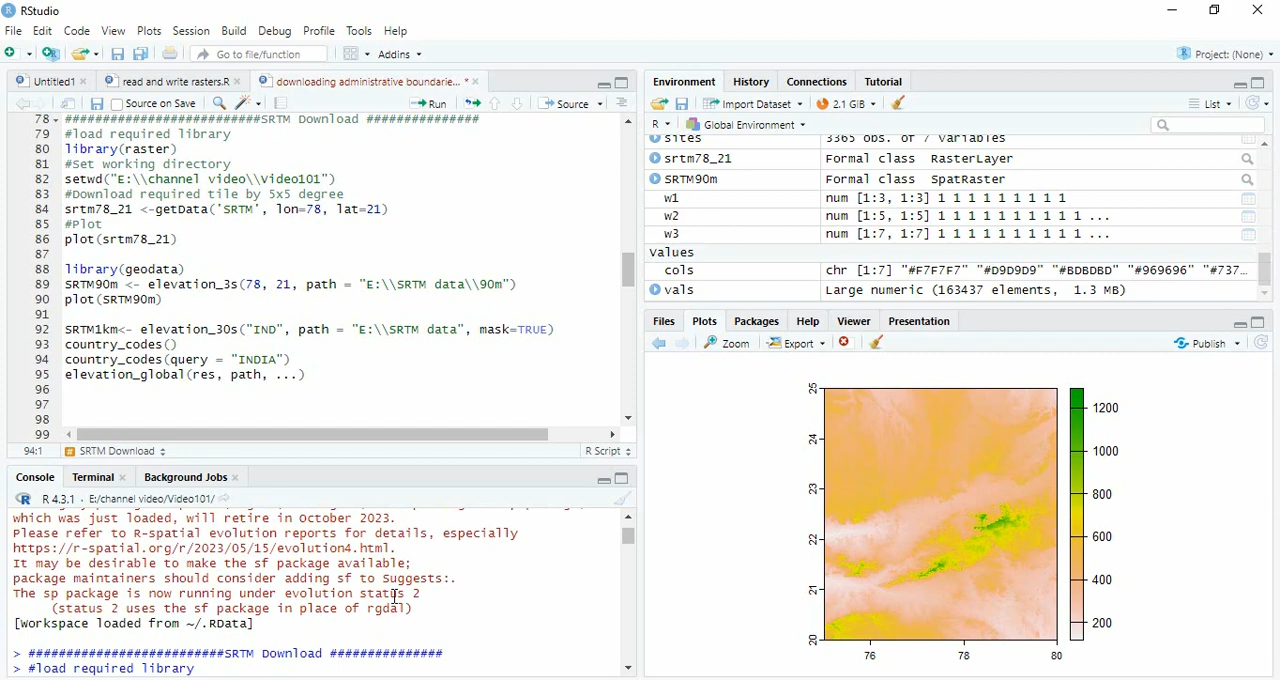 RStudio
File Edit Code View Plots Session Build Debug Profile Tools Help
Go to file/function Addins Project: (None)
Untitled1 read and write rasters.R downloading administrative boundarie... *
Source on Save Run Source
78 #########################SRTM Download ###############
79 #load required library
80 library(raster)
81 #Set working directory
82 setwd("E:\\channel video\\Video101")
83 #Download required tile by 5x5 degree
84 srtm78_21 <-getData('SRTM', lon=78, lat=21)
85 #Plot
86 plot(srtm78_21)
87
88 library(geodata)
89 SRTM90m <- elevation_3s(78, 21, path = "E:\\SRTM data\\90m")
90 plot(SRTM90m)
91
92 SRTM1km<- elevation_30s("IND", path = "E:\\SRTM data", mask=TRUE)
93 country_codes()
94 country_codes(query = "INDIA")
95 elevation_global(res, path, ...)
96
97
98
99
94:1 SRTM Download R Script
Console Terminal Background Jobs
R 4.3.1 · E:/channel video/Video101/
which was just loaded, will retire in October 2023.
Please refer to R-spatial evolution reports for details, especially
https://r-spatial.org/r/2023/05/15/evolution4.html.
It may be desirable to make the sf package available;
package maintainers should consider adding sf to Suggests:.
The sp package is now running under evolution status 2
(status 2 uses the sf package in place of rgdal)
[Workspace loaded from ~/.RData]
> #########################SRTM Download ###############
> #load required library
Environment History Connections Tutorial
Import Dataset 2.1 GiB List
R Global Environment
sites 3365 obs. of 7 variables
srtm78_21 Formal class RasterLayer
SRTM90m Formal class SpatRaster
w1 num [1:3, 1:3] 1 1 1 1 1 1 1 1 1
w2 num [1:5, 1:5] 1 1 1 1 1 1 1 1 1 1 ...
w3 num [1:7, 1:7] 1 1 1 1 1 1 1 1 1 1 ...
Values
cols chr [1:7] "#F7F7F7" "#D9D9D9" "#BDBDBD" "#969696" "#737...
vals Large numeric (163437 elements, 1.3 MB)
Files Plots Packages Help Viewer Presentation
Zoom Export Publish
25
24
23
22
21
20
76 78 80
1200
1000
800
600
400
200